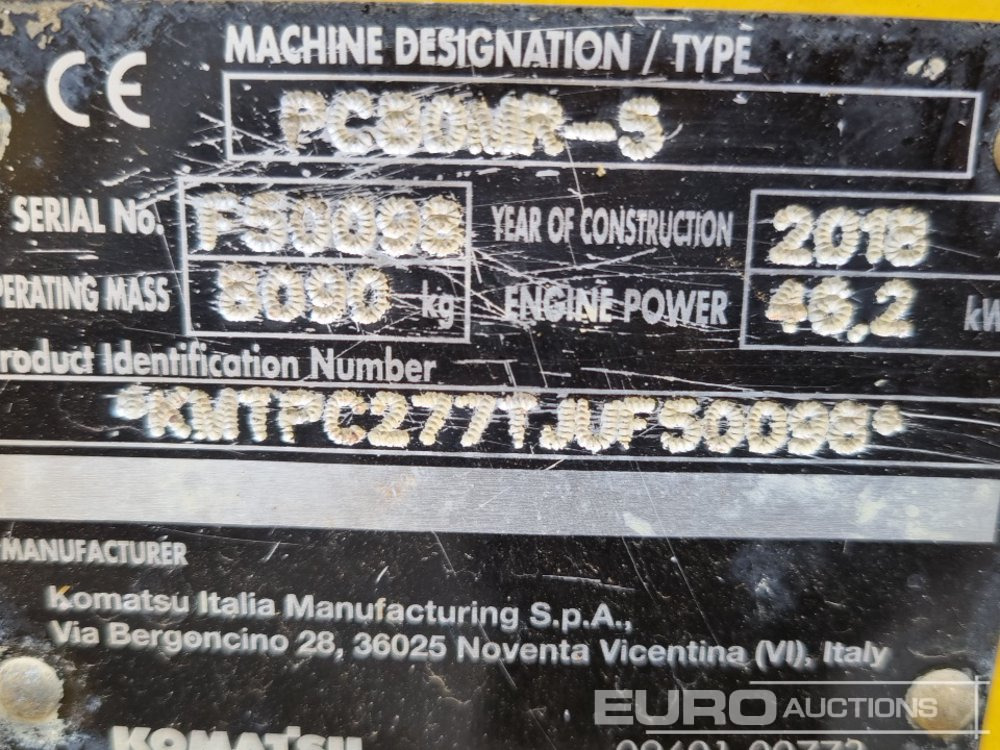 CE MACHINE DESIGNATION / TYPE
PC80MR-5
SERIAL No. F50098 YEAR OF CONSTRUCTION 2018
PERATING MASS 8090 kg ENGINE POWER 46,2 kW
roduct Identification Number
*KMTPC277TJUF50098*
MANUFACTURER
Komatsu Italia Manufacturing S.p.A.,
Via Bergoncino 28, 36025 Noventa Vicentina (VI), Italy
KOMATSU
EURO AUCTIONS